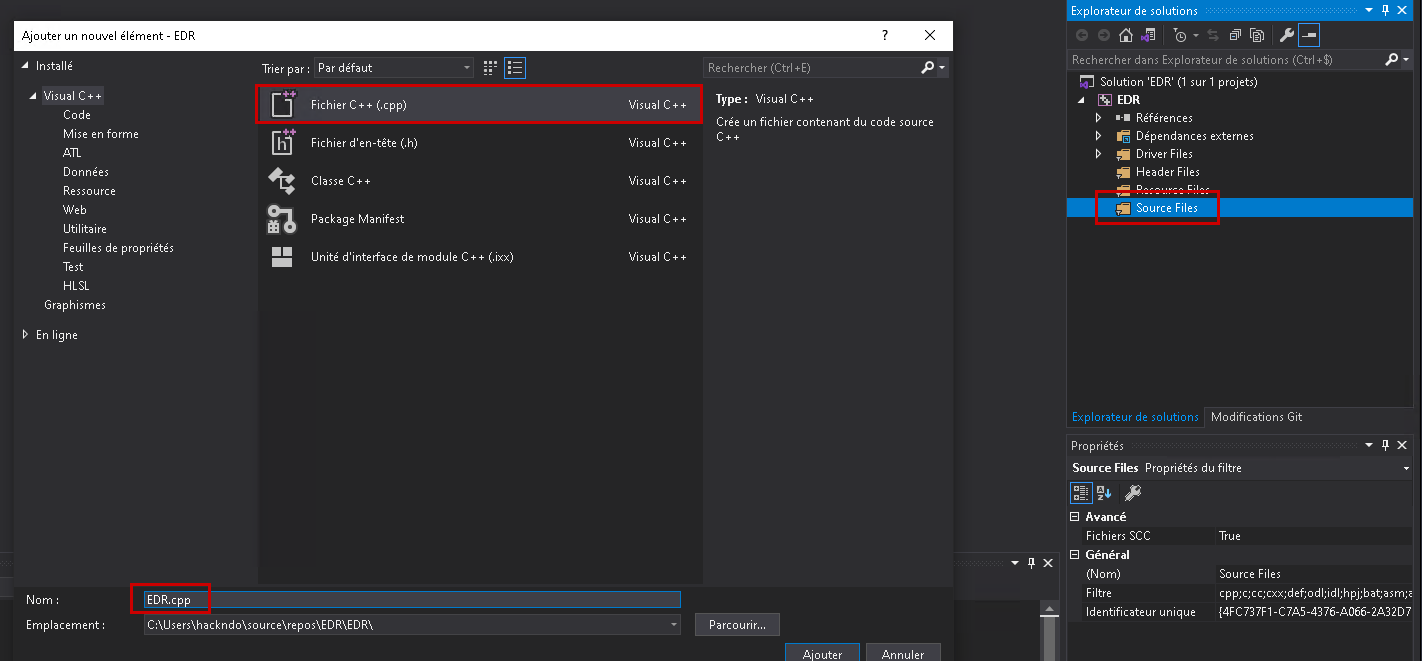 Ajouter un nouvel élément - EDR
?
Installé
Visual C++
Code
Mise en forme
ATL
Données
Ressource
Web
Utilitaire
Feuilles de propriétés
Test
HLSL
Graphismes
En ligne
Trier par : Par défaut
Rechercher (Ctrl+E)
Fichier C++ (.cpp) Visual C++
Fichier d'en-tête (.h) Visual C++
Classe C++ Visual C++
Package Manifest Visual C++
Unité d'interface de module C++ (.ixx) Visual C++
Type : Visual C++
Crée un fichier contenant du code source
C++
Nom : EDR.cpp
Emplacement : C:\Users\hackndo\source\repos\EDR\EDR\
Parcourir...
Ajouter Annuler
Explorateur de solutions
Rechercher dans Explorateur de solutions (Ctrl+$)
Solution 'EDR' (1 sur 1 projets)
EDR
Références
Dépendances externes
Driver Files
Header Files
Resource Files
Source Files
Explorateur de solutions Modifications Git
Propriétés
Source Files Propriétés du filtre
Avancé
Fichiers SCC True
Général
(Nom) Source Files
Filtre cpp;c;cc;cxx;def;odl;idl;hpj;bat;asm;a
Identificateur unique {4FC737F1-C7A5-4376-A066-2A32D7